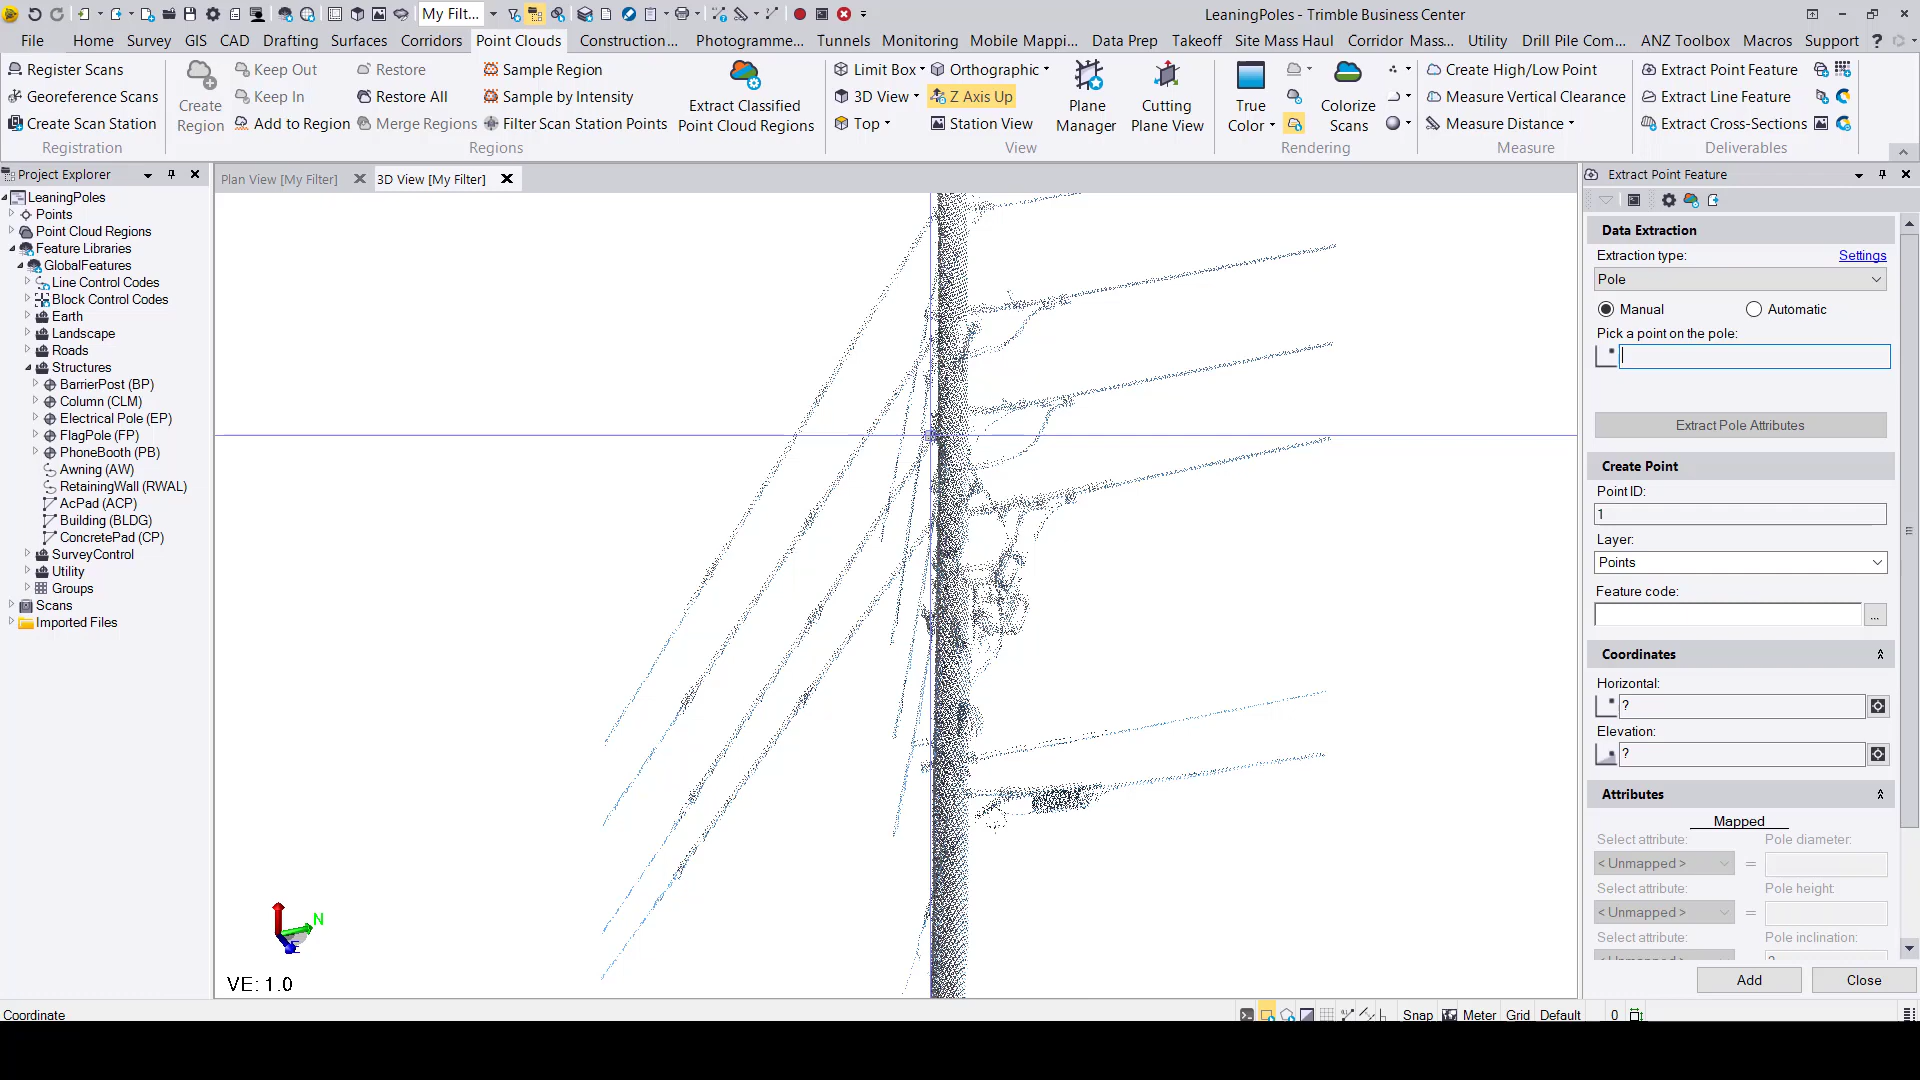 My Filt...
LeaningPoles - Trimble Business Center
File Home Survey GIS CAD Drafting Surfaces Corridors Point Clouds Construction... Photogramme... Tunnels Monitoring Mobile Mappi... Data Prep Takeoff Site Mass Haul Corridor Mass... Utility Drill Pile Com... ANZ Toolbox Macros Support
Register Scans
Georeference Scans
Create Scan Station
Registration
Create
Region
Keep Out
Keep In
Add to Region
Restore
Restore All
Merge Regions
Sample Region
Sample by Intensity
Filter Scan Station Points
Extract Classified
Point Cloud Regions
Regions
Limit Box
3D View
Top
Orthographic
Z Axis Up
Station View
Plane
Manager
Cutting
Plane View
View
True
Color
Colorize
Scans
Rendering
Create High/Low Point
Measure Vertical Clearance
Measure Distance
Measure
Extract Point Feature
Extract Line Feature
Extract Cross-Sections
Deliverables
Project Explorer
LeaningPoles
Points
Point Cloud Regions
Feature Libraries
GlobalFeatures
Line Control Codes
Block Control Codes
Earth
Landscape
Roads
Structures
BarrierPost (BP)
Column (CLM)
Electrical Pole (EP)
FlagPole (FP)
PhoneBooth (PB)
Awning (AW)
RetainingWall (RWAL)
AcPad (ACP)
Building (BLDG)
ConcretePad (CP)
SurveyControl
Utility
Groups
Scans
Imported Files
Plan View [My Filter]
3D View [My Filter]
N
E
VE: 1.0
Extract Point Feature
Data Extraction
Extraction type: Settings
Pole
Manual Automatic
Pick a point on the pole:
Extract Pole Attributes
Create Point
Point ID:
1
Layer:
Points
Feature code:
...
Coordinates
Horizontal:
?
Elevation:
?
Attributes
Mapped
Select attribute: Pole diameter:
< Unmapped > =
Select attribute: Pole height:
< Unmapped > =
Select attribute: Pole inclination:
Add Close
Coordinate
Snap Meter Grid Default 0